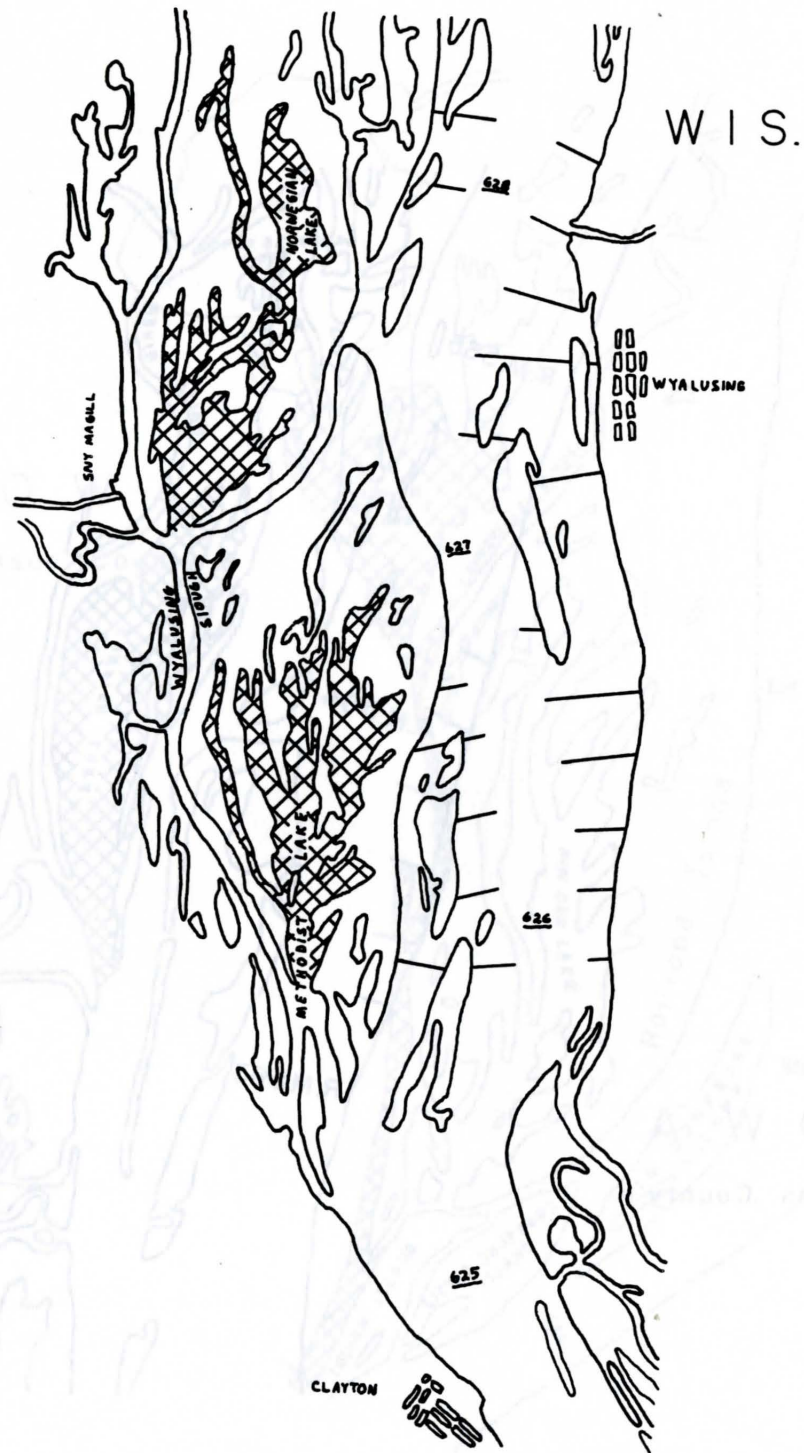 WIS.
628
NORWEGIAN
LAKE
WYALUSING
SNY MAGILL
627
WYALUSING
SLOUGH
METHODIST LAKE
626
625
CLAYTON